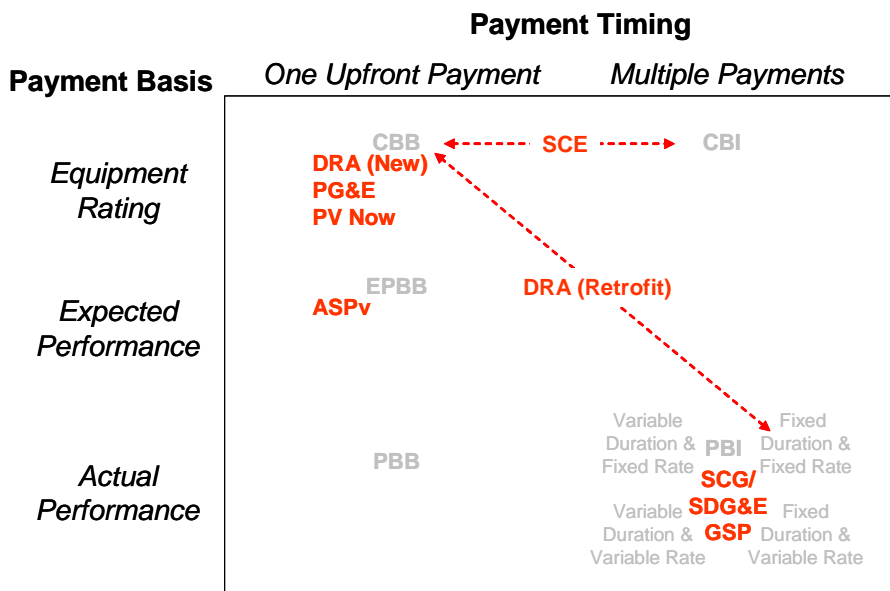 Payment Timing
Payment Basis
One Upfront Payment
Multiple Payments
Equipment
Rating
CBB
SCE
CBI
DRA (New)
PG&E
PV Now
Expected
Performance
EPBB
ASPv
DRA (Retrofit)
Actual
Performance
PBB
Variable
Duration &
Fixed Rate
PBI
Fixed
Duration &
Fixed Rate
SCG/
SDG&E
GSP
Variable
Duration &
Variable Rate
Fixed
Duration &
Variable Rate